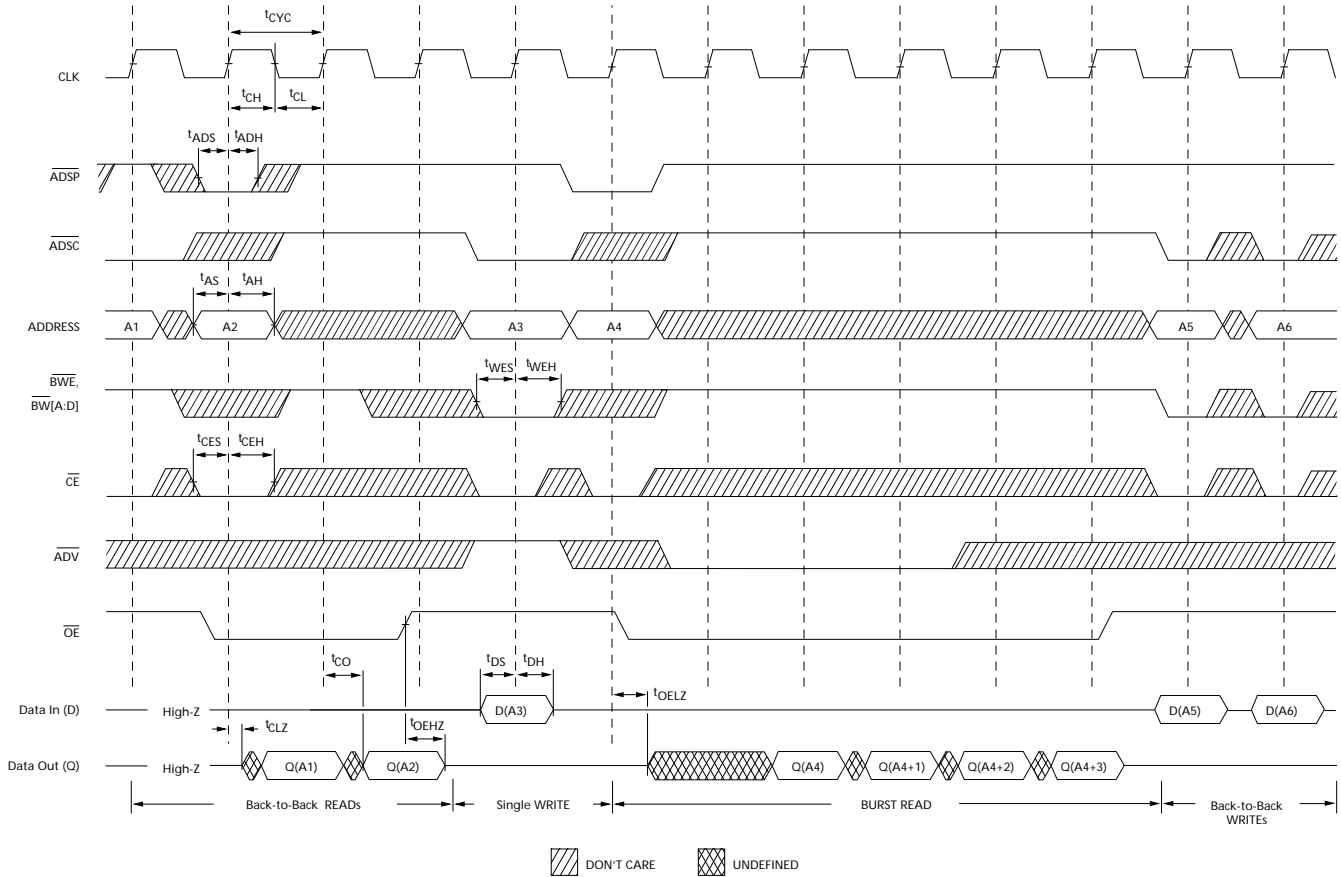 tCYC
CLK
tCH
tCL
tADS
tADH
ADSP
ADSC
tAS
tAH
ADDRESS
A1
A2
A3
A4
A5
A6
tWES
tWEH
BWE,
BW[A:D]
tCES
tCEH
CE
ADV
OE
tCO
tDS
tDH
tOELZ
Data In (D)
High-Z
D(A3)
D(A5)
D(A6)
tCLZ
tOEHZ
Data Out (Q)
High-Z
Q(A1)
Q(A2)
Q(A4)
Q(A4+1)
Q(A4+2)
Q(A4+3)
Back-to-Back READs
Single WRITE
BURST READ
Back-to-Back
WRITEs
DON'T CARE
UNDEFINED